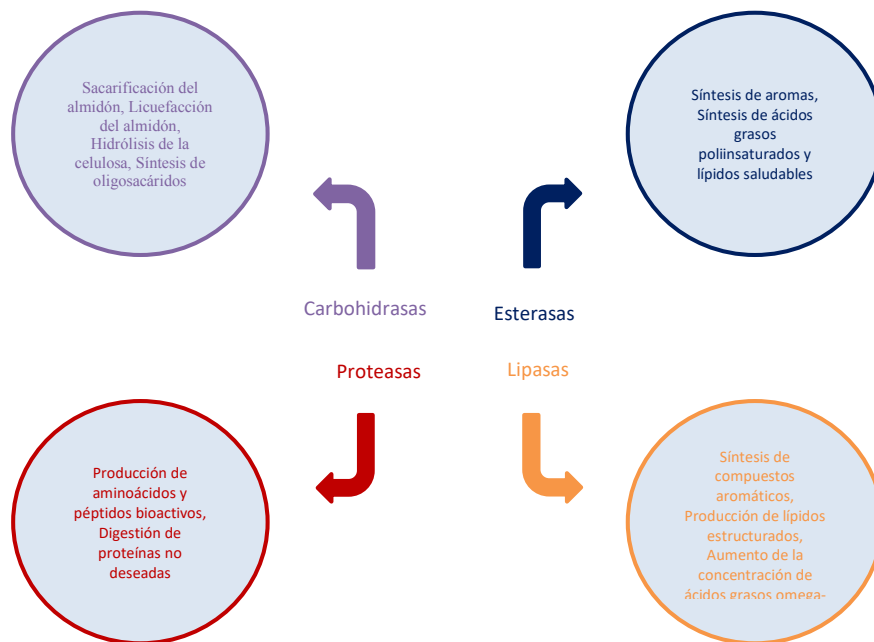 Sacarificación del
almidón, Licuefacción
del almidón,
Hidrólisis de la
celulosa, Síntesis de
oligosacáridos
Síntesis de aromas,
Síntesis de ácidos
grasos
poliinsaturados y
lípidos saludables
Carbohidrasas
Esterasas
Proteasas
Lipasas
Producción de
aminoácidos y
péptidos bioactivos,
Digestión de
proteínas no
deseadas
Síntesis de
compuestos
aromáticos,
Producción de lípidos
estructurados,
Aumento de la
concentración de
ácidos grasos omega-